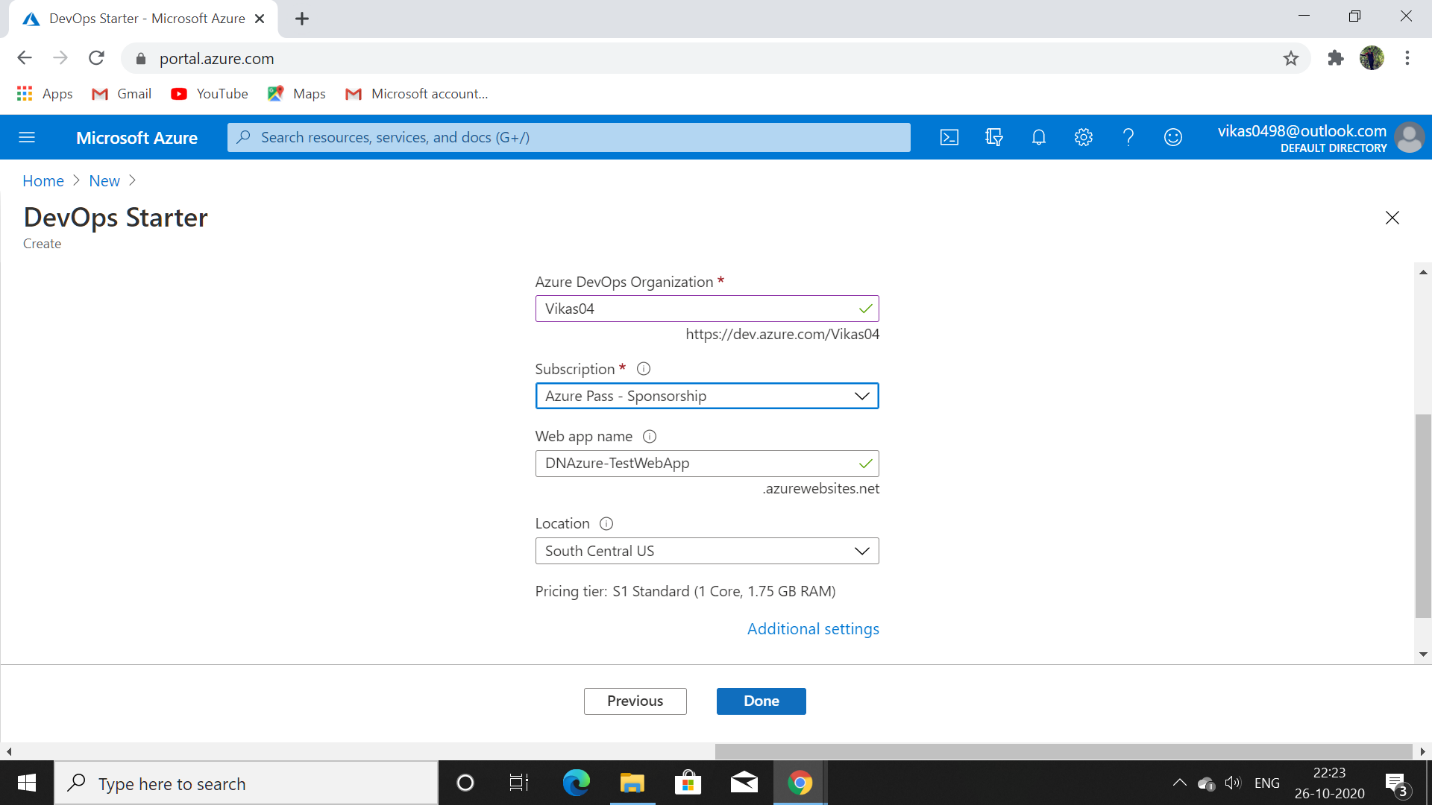 DevOps Starter - Microsoft Azure
portal.azure.com
Apps Gmail YouTube Maps Microsoft account...
Microsoft Azure Search resources, services, and docs (G+/) vikas0498@outlook.com
DEFAULT DIRECTORY
Home > New >
DevOps Starter
Create
Azure DevOps Organization *
Vikas04
https://dev.azure.com/Vikas04
Subscription *
Azure Pass - Sponsorship
Web app name
DNAzure-TestWebApp
.azurewebsites.net
Location
South Central US
Pricing tier: S1 Standard (1 Core, 1.75 GB RAM)
Additional settings
Previous Done
Type here to search ENG 22:23
26-10-2020 3